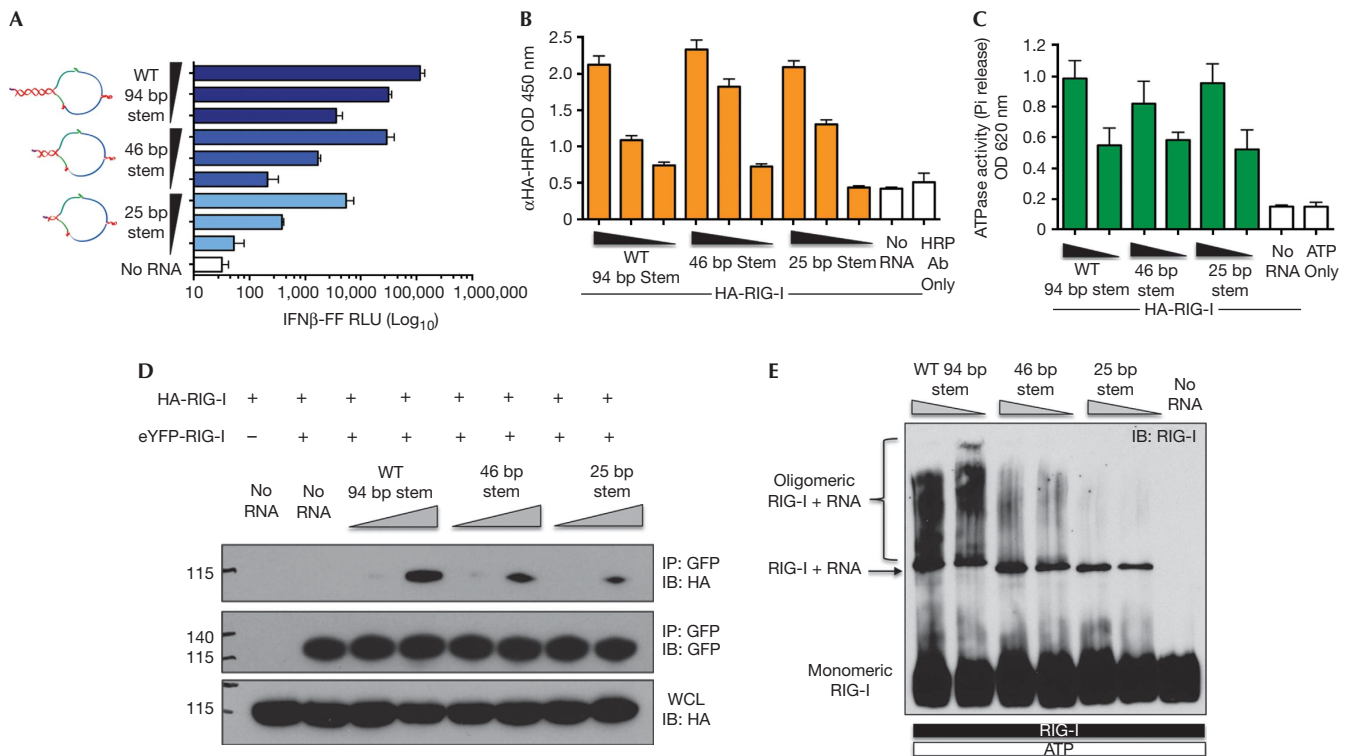 A
WT
94 bp
stem
46 bp
stem
25 bp
stem
No RNA
10 100 1,000 10,000 100,000 1,000,000
IFNβ-FF RLU (Log10)
B
αHA-HRP OD 450 nm
2.5
2.0
1.5
1.0
0.5
0
WT
94 bp Stem
46 bp Stem
25 bp Stem
No
RNA
HRP
Ab
Only
HA-RIG-I
C
ATPase activity (Pi release)
OD 620 nm
1.2
1.0
0.8
0.6
0.4
0.2
0
WT
94 bp stem
46 bp
stem
25 bp
stem
No
RNA
ATP
Only
HA-RIG-I
D
HA-RIG-I + + + + + + + +
eYFP-RIG-I – + + + + + + +
No
RNA
No
RNA
WT
94 bp stem
46 bp
stem
25 bp
stem
115
IP: GFP
IB: HA
140
115
IP: GFP
IB: GFP
115
WCL
IB: HA
E
WT 94 bp
stem
46 bp
stem
25 bp
stem
No
RNA
IB: RIG-I
Oligomeric
RIG-I + RNA
RIG-I + RNA
Monomeric
RIG-I
RIG-I
ATP